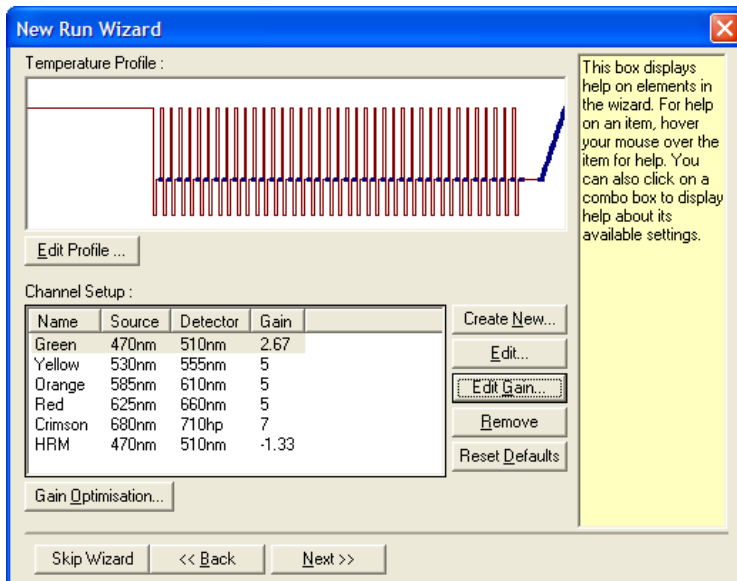 New Run Wizard
Temperature Profile :
Edit Profile ...
Channel Setup :
Name Source Detector Gain
Green 470nm 510nm 2.67
Yellow 530nm 555nm 5
Orange 585nm 610nm 5
Red 625nm 660nm 5
Crimson 680nm 710hp 7
HRM 470nm 510nm -1.33
Create New...
Edit...
Edit Gain...
Remove
Reset Defaults
Gain Optimisation...
Skip Wizard << Back Next >>
This box displays
help on elements in
the wizard. For help
on an item, hover
your mouse over the
item for help. You
can also click on a
combo box to display
help about its
available settings.